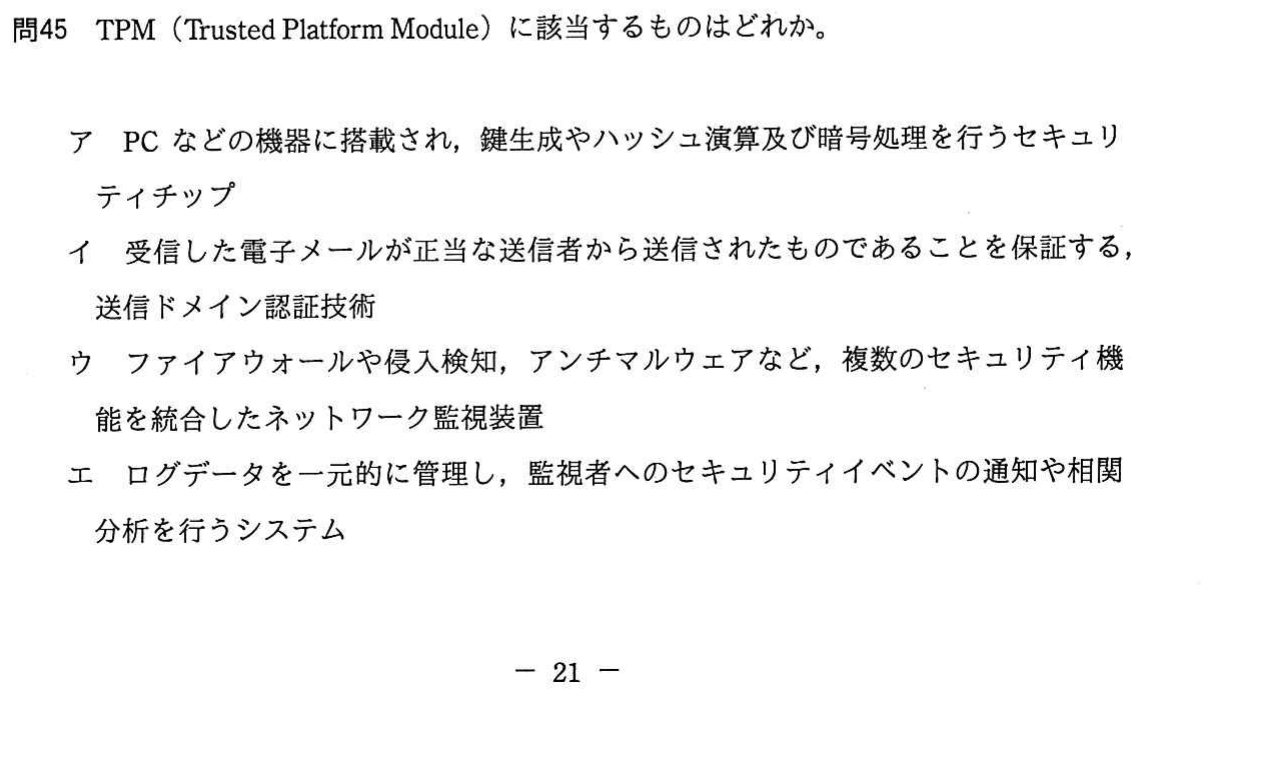 問45 TPM（Trusted Platform Module）に該当するものはどれか。
ア PC などの機器に搭載され，鍵生成やハッシュ演算及び暗号処理を行うセキュリ
ティチップ
イ 受信した電子メールが正当な送信者から送信されたものであることを保証する，
送信ドメイン認証技術
ウ ファイアウォールや侵入検知，アンチマルウェアなど，複数のセキュリティ機
能を統合したネットワーク監視装置
エ ログデータを一元的に管理し，監視者へのセキュリティイベントの通知や相関
分析を行うシステム
－ 21 －